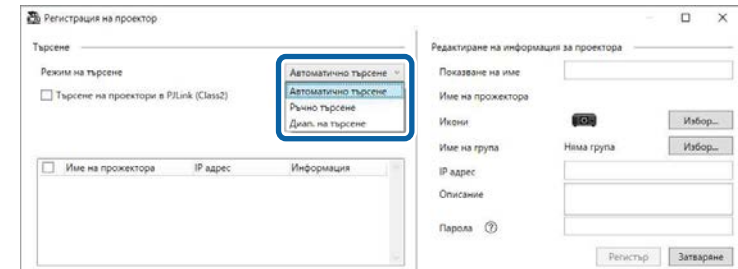 Регистрация на проектор
Търсене
Режим на търсене
Автоматично търсене
Автоматично търсене
Ръчно търсене
Диап. на търсене
Търсене на проектори в PJLink (Class2)
Име на прожектора IP адрес Информация
Редактиране на информация за проектора
Показване на име
Име на прожектора
Икони Избор...
Име на група Няма група Избор...
IP адрес
Описание
Парола ?
Регистър Затваряне